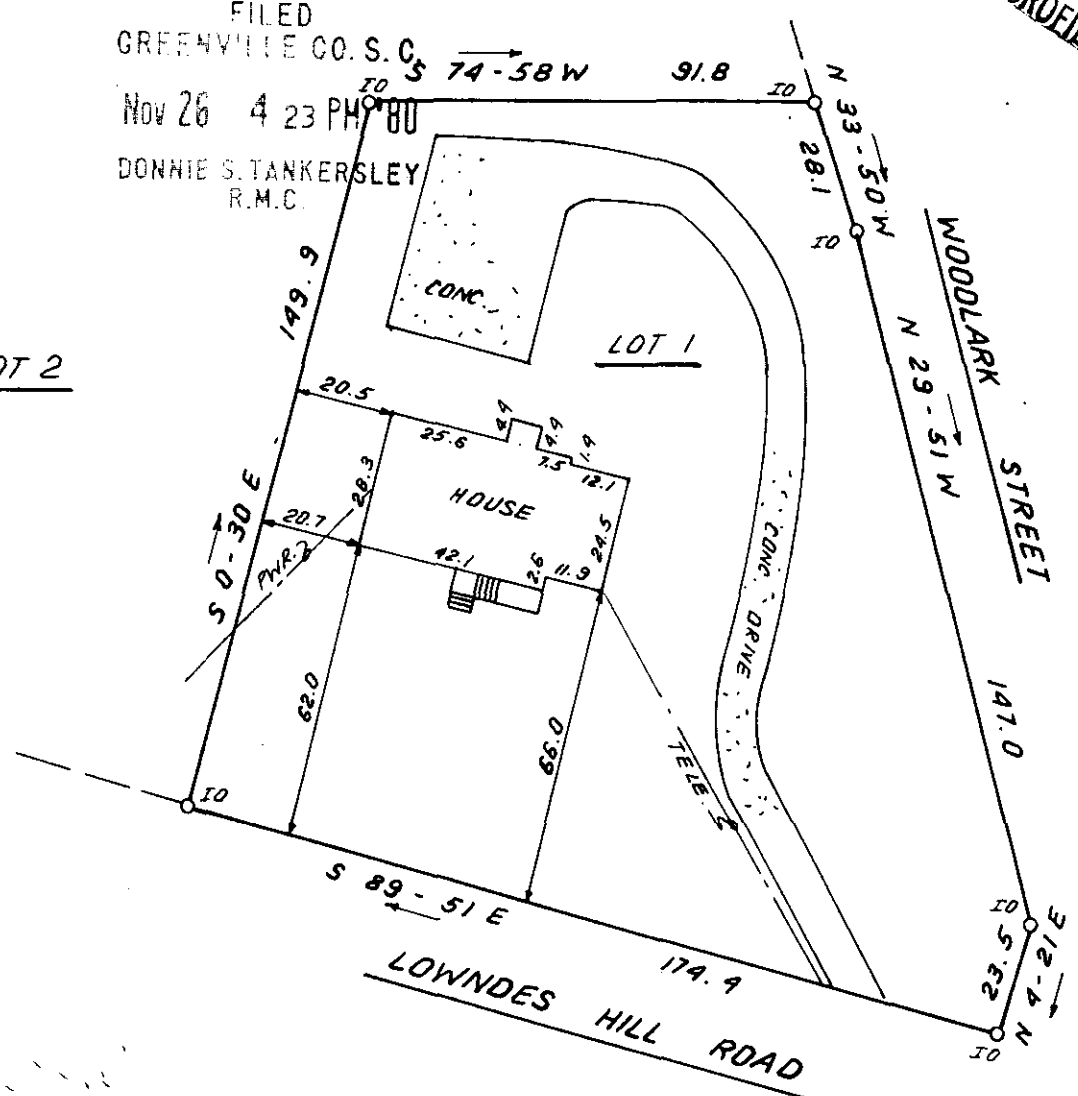 FILED
GREENVILLE CO. S. C.
Nov 26 4 23 PM '80
DONNIE S. TANKERSLEY
R.M.C.
S 74-58 W 91.8
IO
IO
N 33-50 W
28.1
IO
WOODLARK STREET
N 29-51 W
147.0
149.9
CONC.
LOT 1
LOT 2
20.5
25.6
4.4
4.9
7.5
1.9
12.1
28.3
HOUSE
24.5
S 0-30 E
20.7
PWR.
42.1
2.6
11.9
CONC. DRIVE
62.0
66.0
TELE.
IO
S 89-51 E
174.4
LOWNDES HILL ROAD
IO
23.5
N 4-21 E
IO